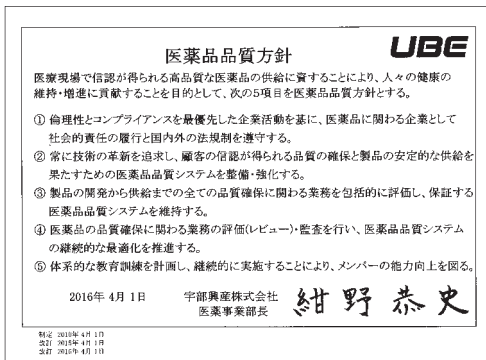 UBE
医薬品品質方針
医療現場で信認が得られる高品質な医薬品の供給に資することにより、人々の健康の
維持・増進に貢献することを目的として、次の5項目を医薬品品質方針とする。
① 倫理性とコンプライアンスを最優先した企業活動を基に、医薬品に関わる企業として
社会的責任の履行と国内外の法規制を遵守する。
② 常に技術の革新を追求し、顧客の信認が得られる品質の確保と製品の安定的な供給を
果たすための医薬品品質システムを整備・強化する。
③ 製品の開発から供給までの全ての品質確保に関わる業務を包括的に評価し、保証する
医薬品品質システムを維持する。
④ 医薬品の品質確保に関わる業務の評価(レビュー)・監査を行い、医薬品品質システム
の継続的な最適化を推進する。
⑤ 体系的な教育訓練を計画し、継続的に実施することにより、メンバーの能力向上を図る。
2016年 4月 1日 宇部興産株式会社
医薬事業部長 紺野 恭史
制定 2010年 4月 1日
改訂 2015年 4月 1日
改訂 2016年 4月 1日